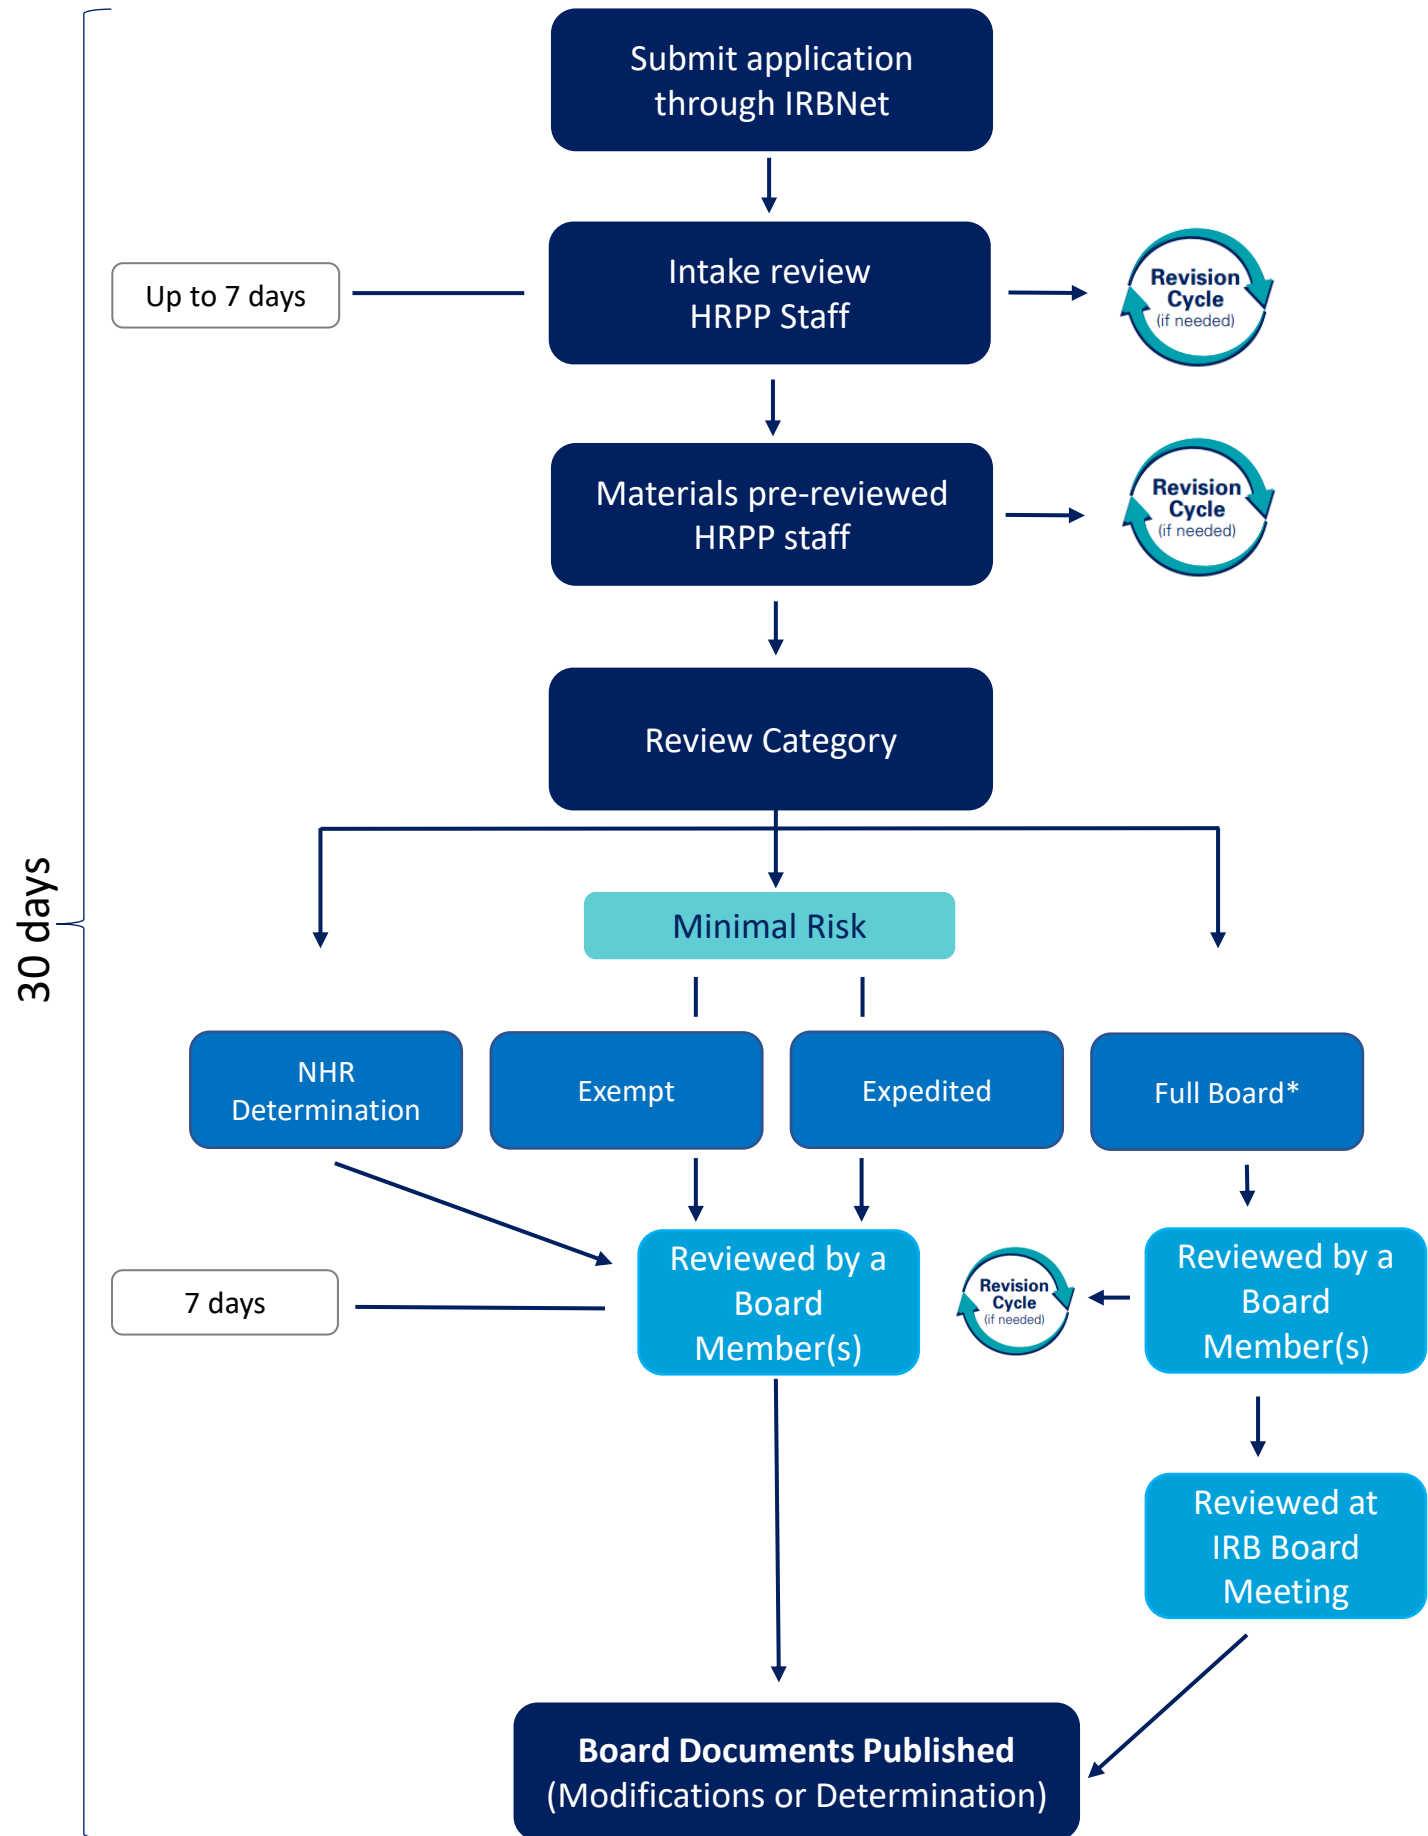 Submit application
through IRBNet
Up to 7 days
Intake review
HRPP Staff
Revision
Cycle
(if needed)
Materials pre-reviewed
HRPP staff
Revision
Cycle
(if needed)
Review Category
30 days
Minimal Risk
NHR
Determination
Exempt
Expedited
Full Board*
7 days
Reviewed by a
Board
Member(s)
Revision
Cycle
(if needed)
Reviewed by a
Board
Member(s)
Reviewed at
IRB Board
Meeting
Board Documents Published
(Modifications or Determination)